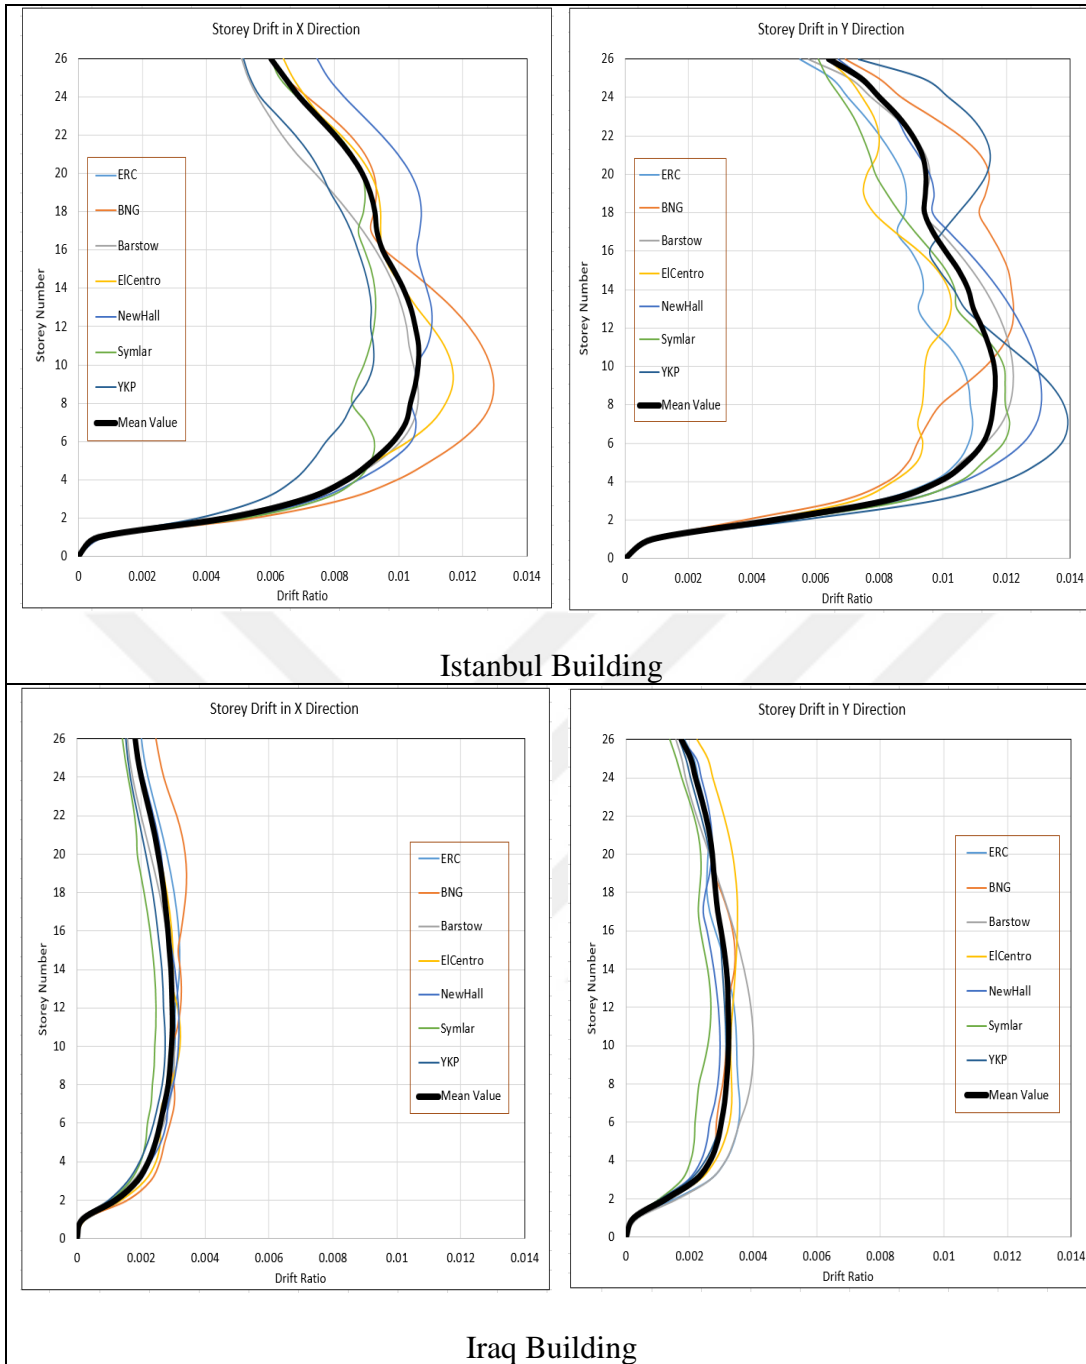 Storey Drift in X Direction
26
24
22
20
18
16
14
12
10
8
6
4
2
0
Storey Number
ERC
BNG
Barstow
ElCentro
NewHall
Symlar
YKP
Mean Value
0 0.002 0.004 0.006 0.008 0.01 0.012 0.014
Drift Ratio
Storey Drift in Y Direction
26
24
22
20
18
16
14
12
10
8
6
4
2
0
Storey Number
ERC
BNG
Barstow
ElCentro
NewHall
Symlar
YKP
Mean Value
0 0.002 0.004 0.006 0.008 0.01 0.012 0.014
Drift Ratio
Istanbul Building
Storey Drift in X Direction
26
24
22
20
18
16
14
12
10
8
6
4
2
0
Storey Number
ERC
BNG
Barstow
ElCentro
NewHall
Symlar
YKP
Mean Value
0 0.002 0.004 0.006 0.008 0.01 0.012 0.014
Drift Ratio
Storey Drift in Y Direction
26
24
22
20
18
16
14
12
10
8
6
4
2
0
Storey Number
ERC
BNG
Barstow
ElCentro
NewHall
Symlar
YKP
Mean Value
0 0.002 0.004 0.006 0.008 0.01 0.012 0.014
Drift Ratio
Iraq Building